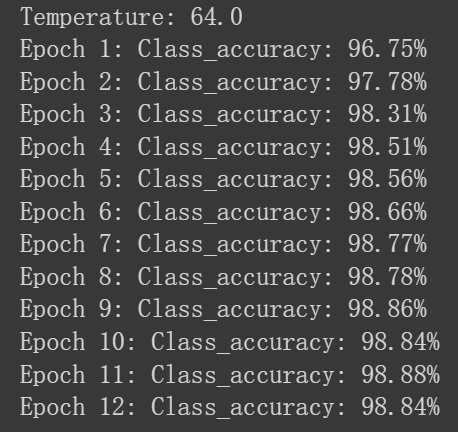 Temperature: 64.0
Epoch 1: Class_accuracy: 96.75%
Epoch 2: Class_accuracy: 97.78%
Epoch 3: Class_accuracy: 98.31%
Epoch 4: Class_accuracy: 98.51%
Epoch 5: Class_accuracy: 98.56%
Epoch 6: Class_accuracy: 98.66%
Epoch 7: Class_accuracy: 98.77%
Epoch 8: Class_accuracy: 98.78%
Epoch 9: Class_accuracy: 98.86%
Epoch 10: Class_accuracy: 98.84%
Epoch 11: Class_accuracy: 98.88%
Epoch 12: Class_accuracy: 98.84%